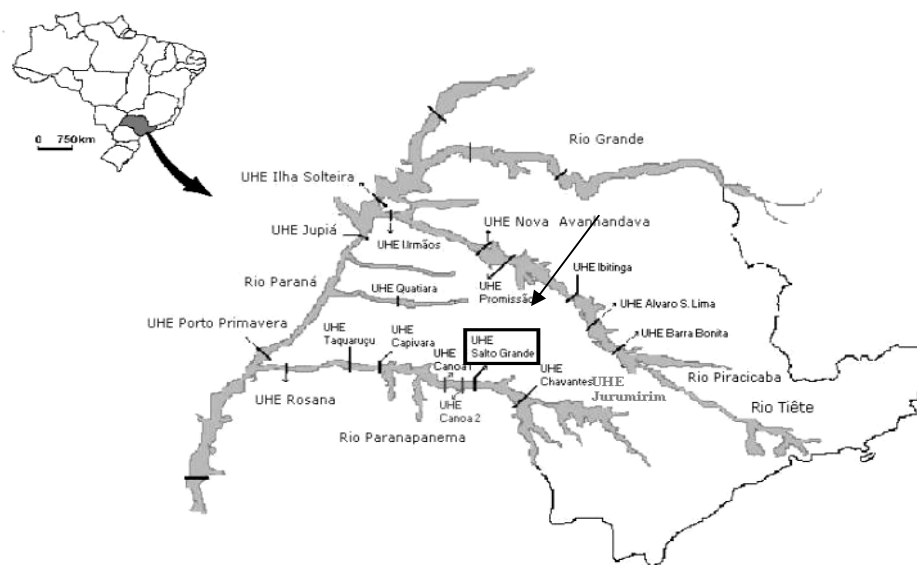 0 750km
Rio Grande
UHE Ilha Solteira
UHE Jupiá
UHE I.Irmãos
UHE Nova Avanhandava
UHE Ibitinga
Rio Paraná
UHE Quatiara
UHE
Promissão
UHE Alvaro S. Lima
UHE Porto Primavera
UHE
Taquaruçu
UHE
Capivara
UHE
Canoa 1
UHE
Salto Grande
UHE Barra Bonita
UHE
Chavantes
UHE
Jurumirim
Rio Piracicaba
UHE Rosana
UHE
Canoa 2
Rio Tiête
Rio Paranapanema